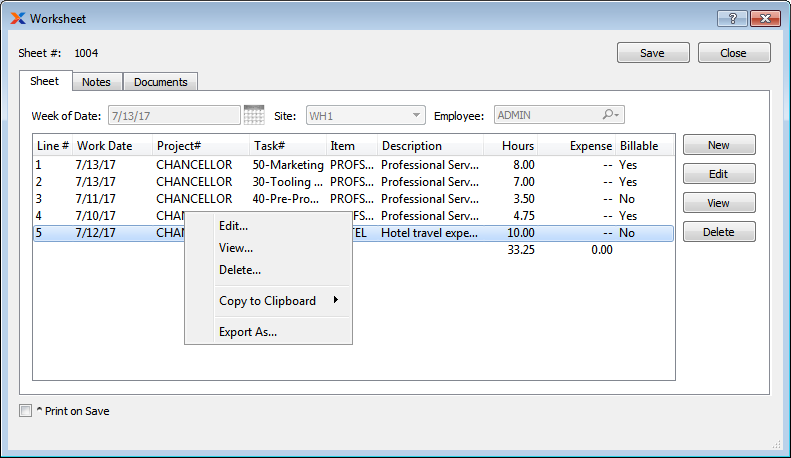 Worksheet
Sheet #: 1004 Save Close
Sheet Notes Documents
Week of Date: 7/13/17 Site: WH1 Employee: ADMIN
Line # Work Date Project# Task# Item Description Hours Expense Billable New
1 7/13/17 CHANCELLOR 50-Marketing PROFS... Professional Serv... 8.00 -- Yes
2 7/13/17 CHANCELLOR 30-Tooling ... PROFS... Professional Serv... 7.00 -- Yes Edit
3 7/11/17 CHANCELLOR 40-Pre-Pro... PROFS... Professional Serv... 3.50 -- No View
4 7/10/17 Professional Serv... 4.75 -- Yes
5 7/12/17 Hotel travel expe... 10.00 -- No Delete
33.25 0.00
Edit...
View...
Delete...
Copy to Clipboard
Export As...
^ Print on Save